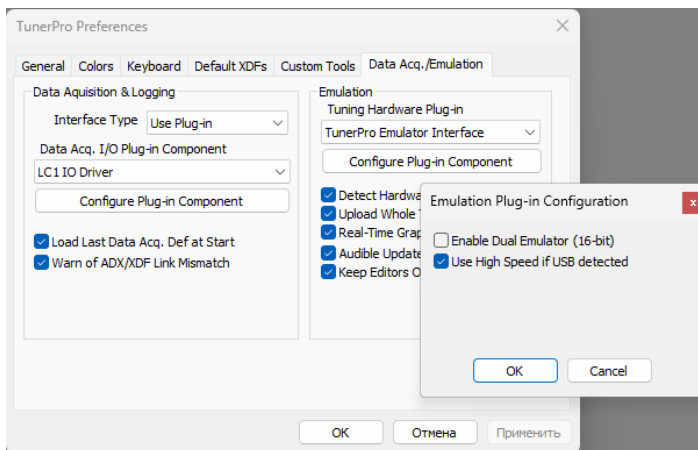 TunerPro Preferences
General Colors Keyboard Default XDFs Custom Tools Data Acq./Emulation
Data Aquisition & Logging
Interface Type Use Plug-in
Data Acq. I/O Plug-in Component
LC1 IO Driver
Configure Plug-in Component
Load Last Data Acq. Def at Start
Warn of ADX/XDF Link Mismatch
Emulation
Tuning Hardware Plug-in
TunerPro Emulator Interface
Configure Plug-in Component
Detect
Upload Whole
Real-Time
Audible Update
Keep Editors
Emulation Plug-in Configuration
x
Enable Dual Emulator (16-bit)
Use High Speed if USB detected
OK Cancel
OK Отмена Применить